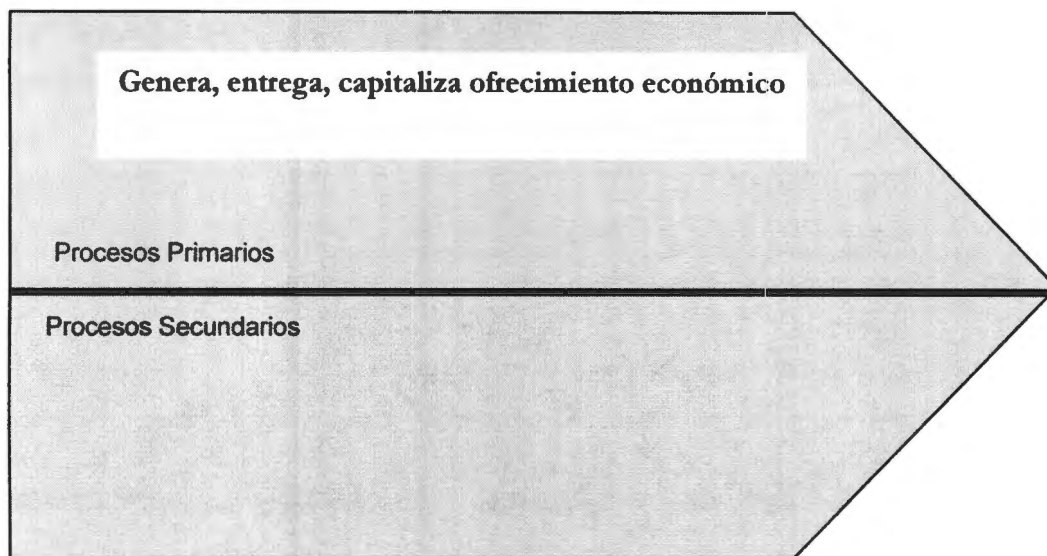 Genera, entrega, capitaliza ofrecimiento económico
Procesos Primarios
Procesos Secundarios